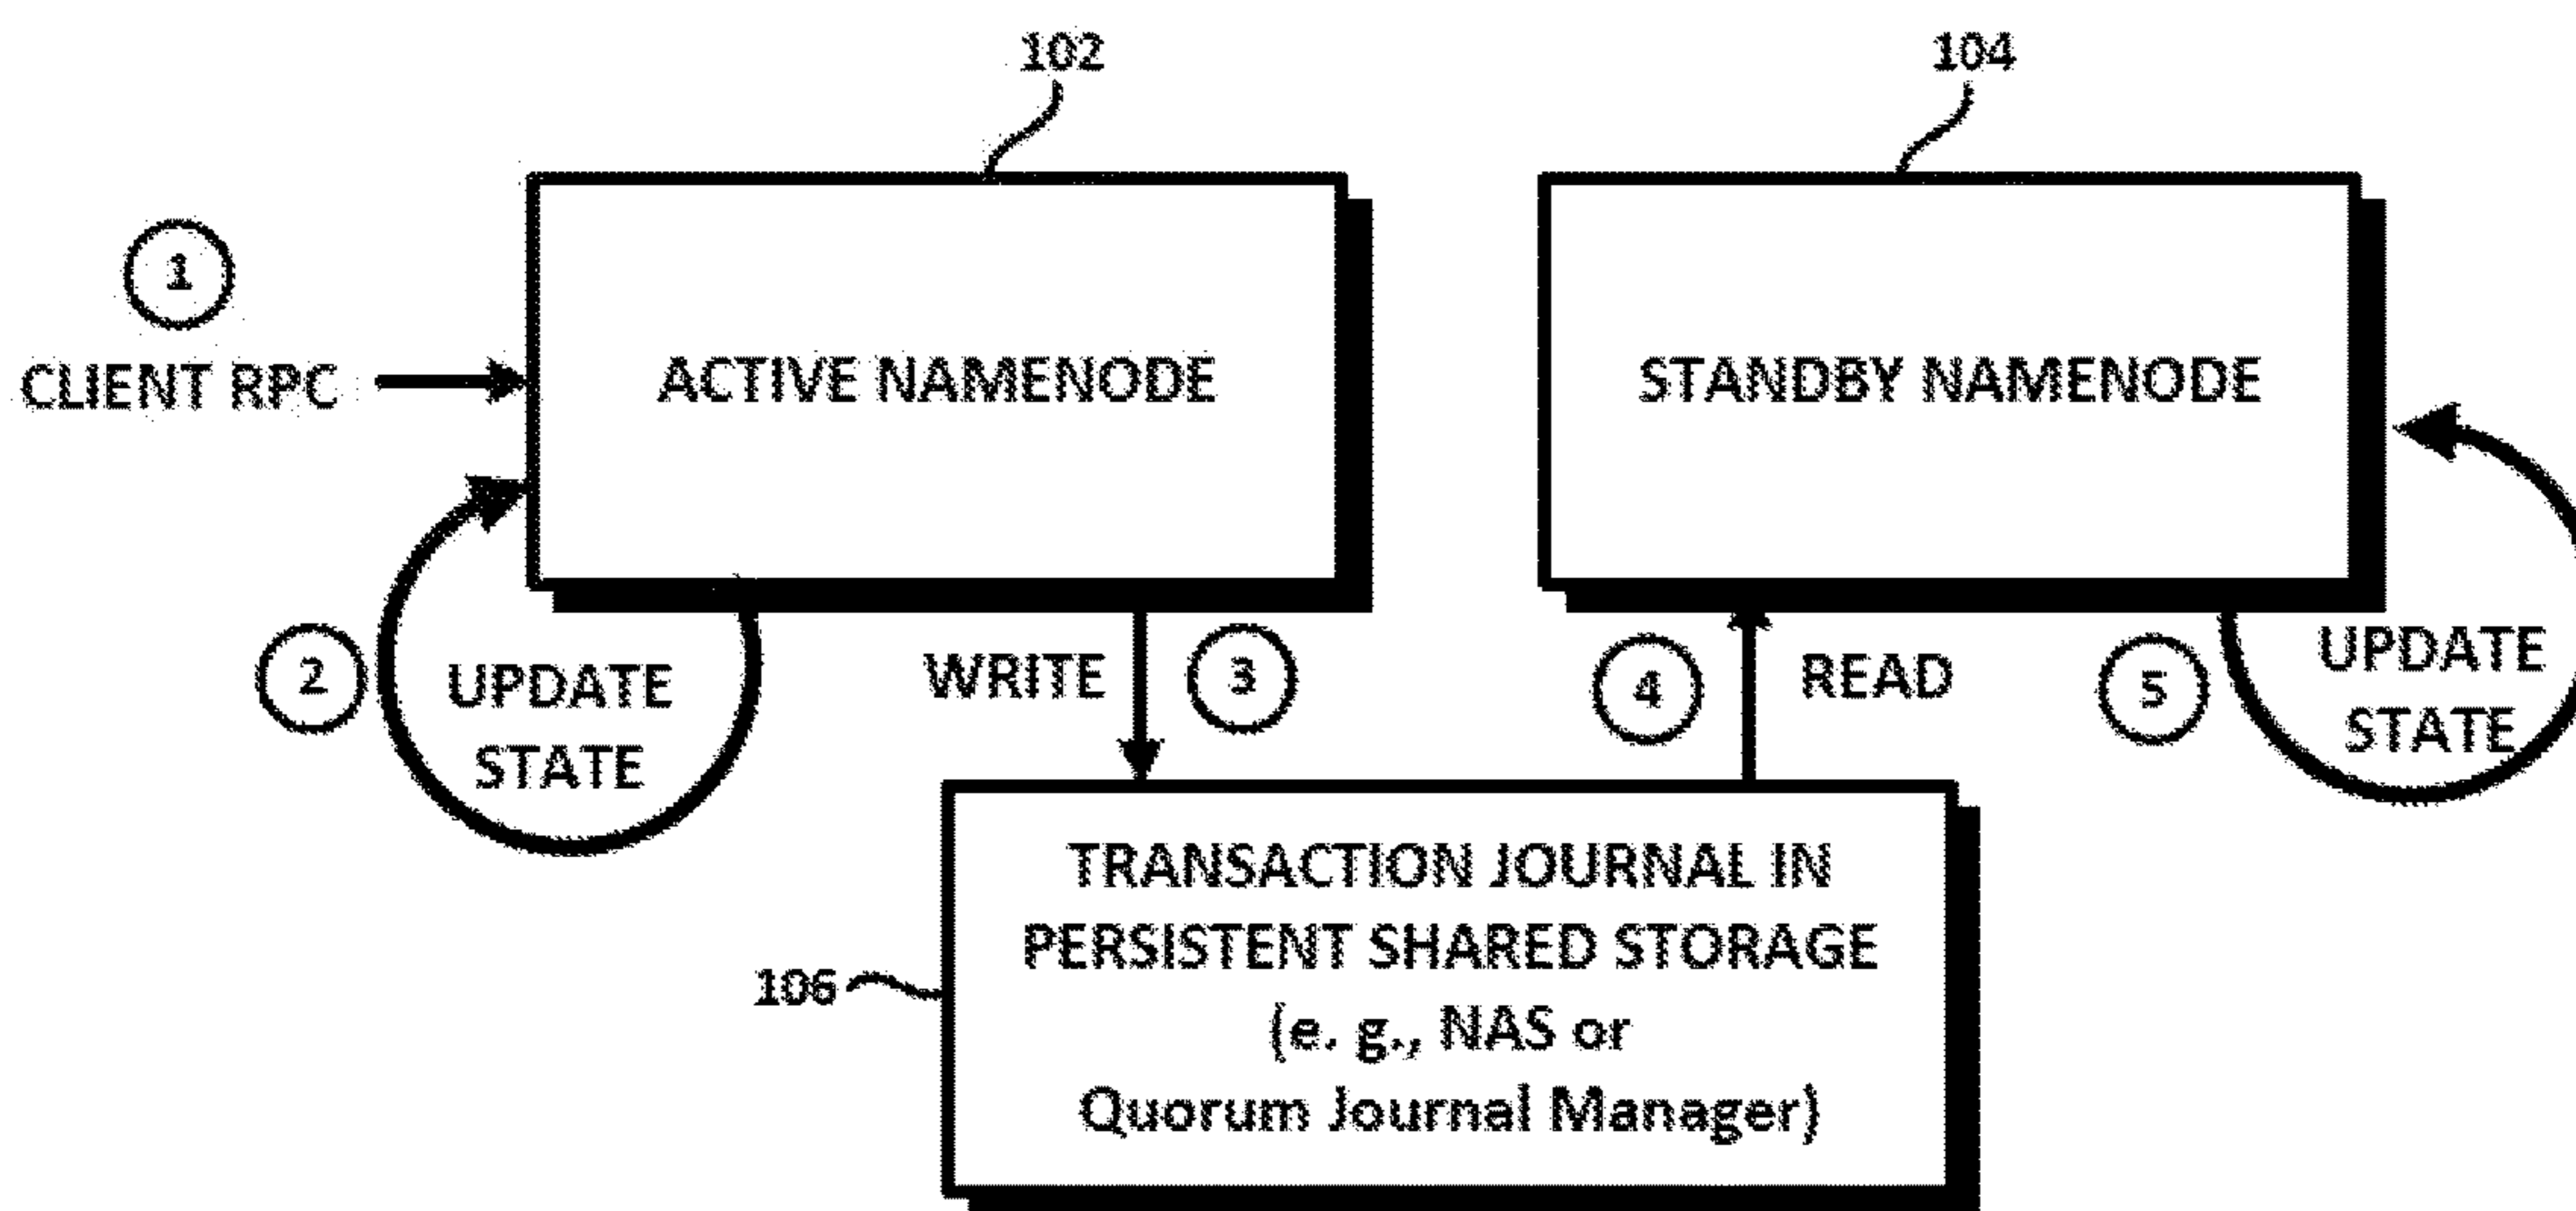 102
104
1
CLIENT RPC
ACTIVE NAMENODE
STANDBY NAMENODE
2
UPDATE
STATE
WRITE
3
4
READ
5
UPDATE
STATE
TRANSACTION JOURNAL IN
PERSISTENT SHARED STORAGE
(e. g., NAS or
Quorum Journal Manager)
106